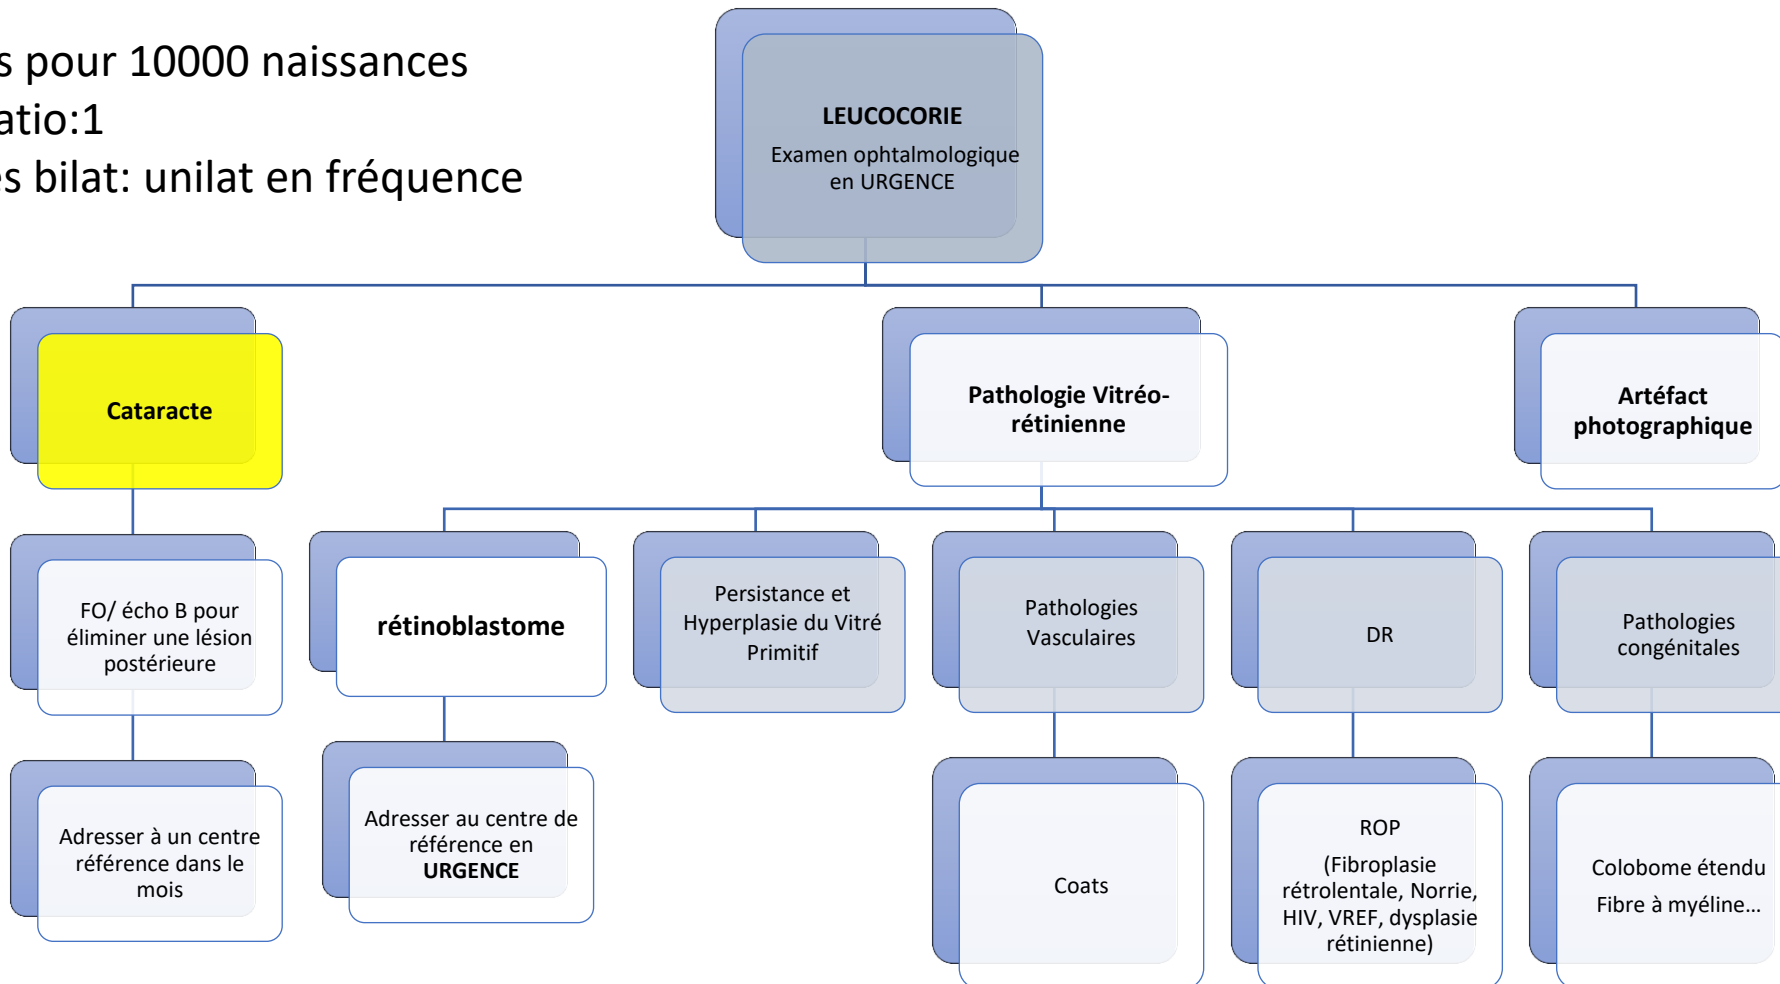 s pour 10000 naissances
atio:1
es bilat: unilat en fréquence
LEUCOCORIE
Examen ophtalmologique
en URGENCE
Cataracte
Pathologie Vitréo-
rétinienne
Artéfact
photographique
FO/ écho B pour
éliminer une lésion
postérieure
rétinoblastome
Persistance et
Hyperplasie du Vitré
Primitif
Pathologies
Vasculaires
DR
Pathologies
congénitales
Adresser à un centre
référence dans le
mois
Adresser au centre de
référence en
URGENCE
Coats
ROP
(Fibroplasie
rétrolentale, Norrie,
HIV, VREF, dysplasie
rétinienne)
Colobome étendu
Fibre à myéline...